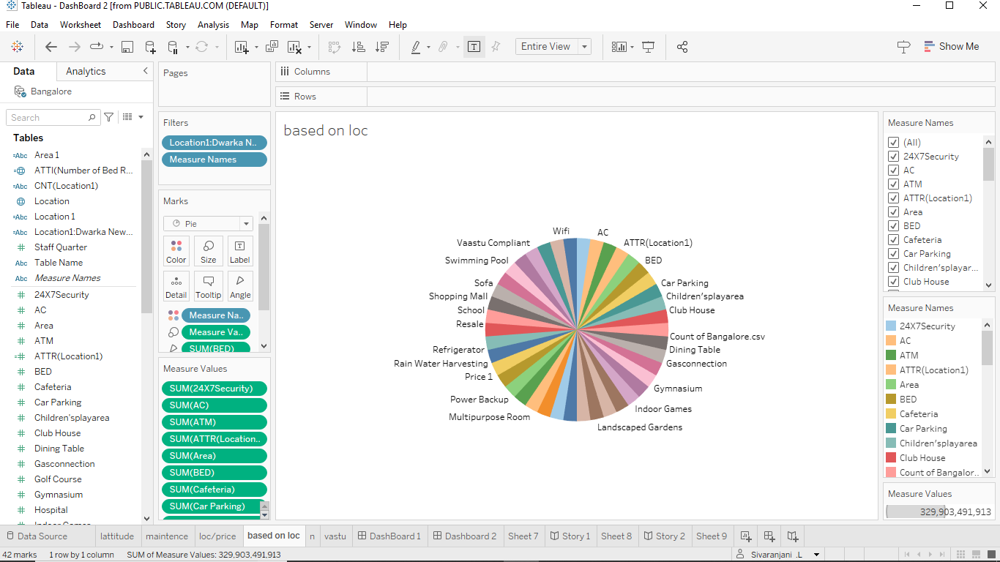 Tableau - DashBoard 2 [from PUBLIC.TABLEAU.COM (DEFAULT)]
File Data Worksheet Dashboard Story Analysis Map Format Server Window Help
Entire View
Show Me
Data Analytics
Bangalore
Search
Tables
Abc Area 1
ATTI(Number of Bed R...
Abc CNT(Location1)
Location
Abc Location 1
Abc Location1:Dwarka New...
Staff Quarter
Abc Table Name
Abc Measure Names
24X7Security
AC
Area
ATM
ATTR(Location1)
BED
Cafeteria
Car Parking
Children'splayarea
Club House
Dining Table
Gasconnection
Golf Course
Gymnasium
Hospital
Indoor Games
Pages
Filters
Location1:Dwarka N..
Measure Names
Marks
Pie
Color Size Label
Detail Tooltip Angle
Measure Na..
Measure Va..
SUM(BED)
Measure Values
SUM(24X7Security)
SUM(AC)
SUM(ATM)
SUM(ATTR(Location..
SUM(Area)
SUM(BED)
SUM(Cafeteria)
SUM(Car Parking)
Columns
Rows
based on loc
Wifi
AC
Vaastu Compliant
ATTR(Location1)
Swimming Pool
BED
Sofa
Car Parking
Shopping Mall
Children'splayarea
School
Club House
Resale
Count of Bangalore.csv
Refrigerator
Dining Table
Rain Water Harvesting
Gasconnection
Price 1
Gymnasium
Power Backup
Indoor Games
Multipurpose Room
Landscaped Gardens
Measure Names
(All)
24X7Security
AC
ATM
ATTR(Location1)
Area
BED
Cafeteria
Car Parking
Children'splayar...
Club House
Measure Names
24X7Security
AC
ATM
ATTR(Location1)
Area
BED
Cafeteria
Car Parking
Children'splayarea
Club House
Count of Bangalor..
Measure Values
329,903,491,913
Data Source lattitude maintence loc/price based on loc n vastu DashBoard 1 Dashboard 2 Sheet 7 Story 1 Sheet 8 Story 2 Sheet 9
42 marks 1 row by 1 column SUM of Measure Values: 329,903,491,913 Sivaranjani .L